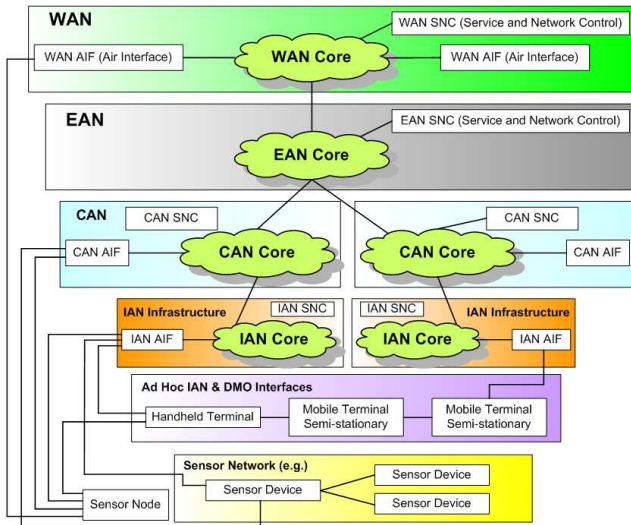 WAN
WAN SNC (Service and Network Control)
WAN AIF (Air Interface)
WAN Core
WAN AIF (Air Interface)
EAN
EAN SNC (Service and Network Control)
EAN Core
CAN
CAN SNC
CAN SNC
CAN AIF
CAN Core
CAN Core
CAN AIF
IAN Infrastructure
IAN SNC
IAN SNC
IAN Infrastructure
IAN AIF
IAN Core
IAN Core
IAN AIF
Ad Hoc IAN & DMO Interfaces
Handheld Terminal
Mobile Terminal
Semi-stationary
Mobile Terminal
Semi-stationary
Sensor Network (e.g.)
Sensor Device
Sensor Device
Sensor Device
Sensor Node